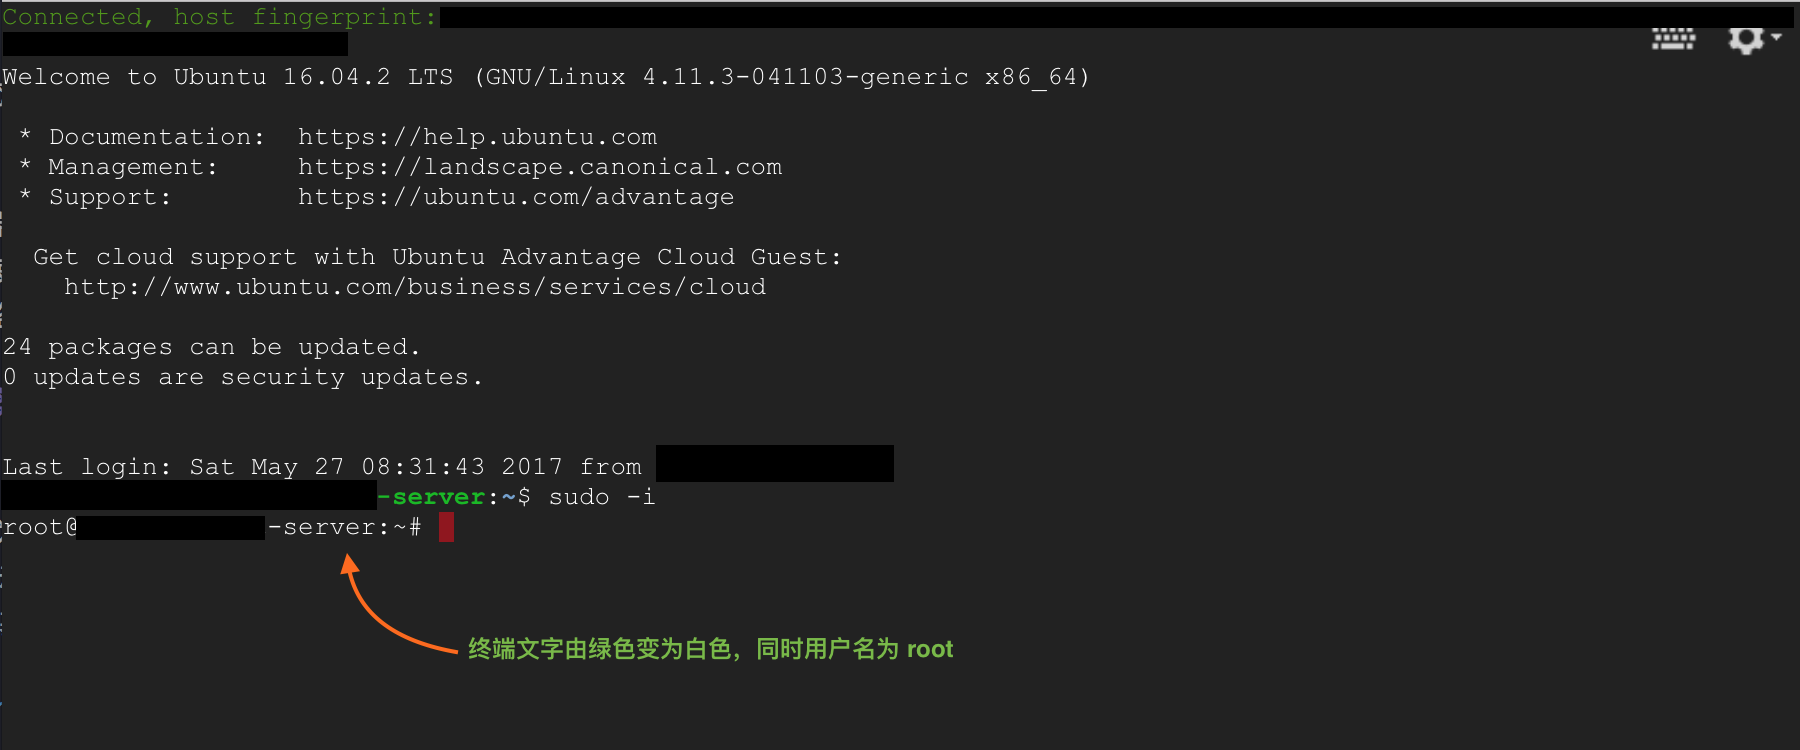 Connected, host fingerprint:
Welcome to Ubuntu 16.04.2 LTS (GNU/Linux 4.11.3-041103-generic x86_64)
* Documentation:  https://help.ubuntu.com
* Management:     https://landscape.canonical.com
* Support:        https://ubuntu.com/advantage
Get cloud support with Ubuntu Advantage Cloud Guest:
http://www.ubuntu.com/business/services/cloud
24 packages can be updated.
0 updates are security updates.
Last login: Sat May 27 08:31:43 2017 from
-server:~$ sudo -i
root@ -server:~#
终端文字由绿色变为白色，同时用户名为 root